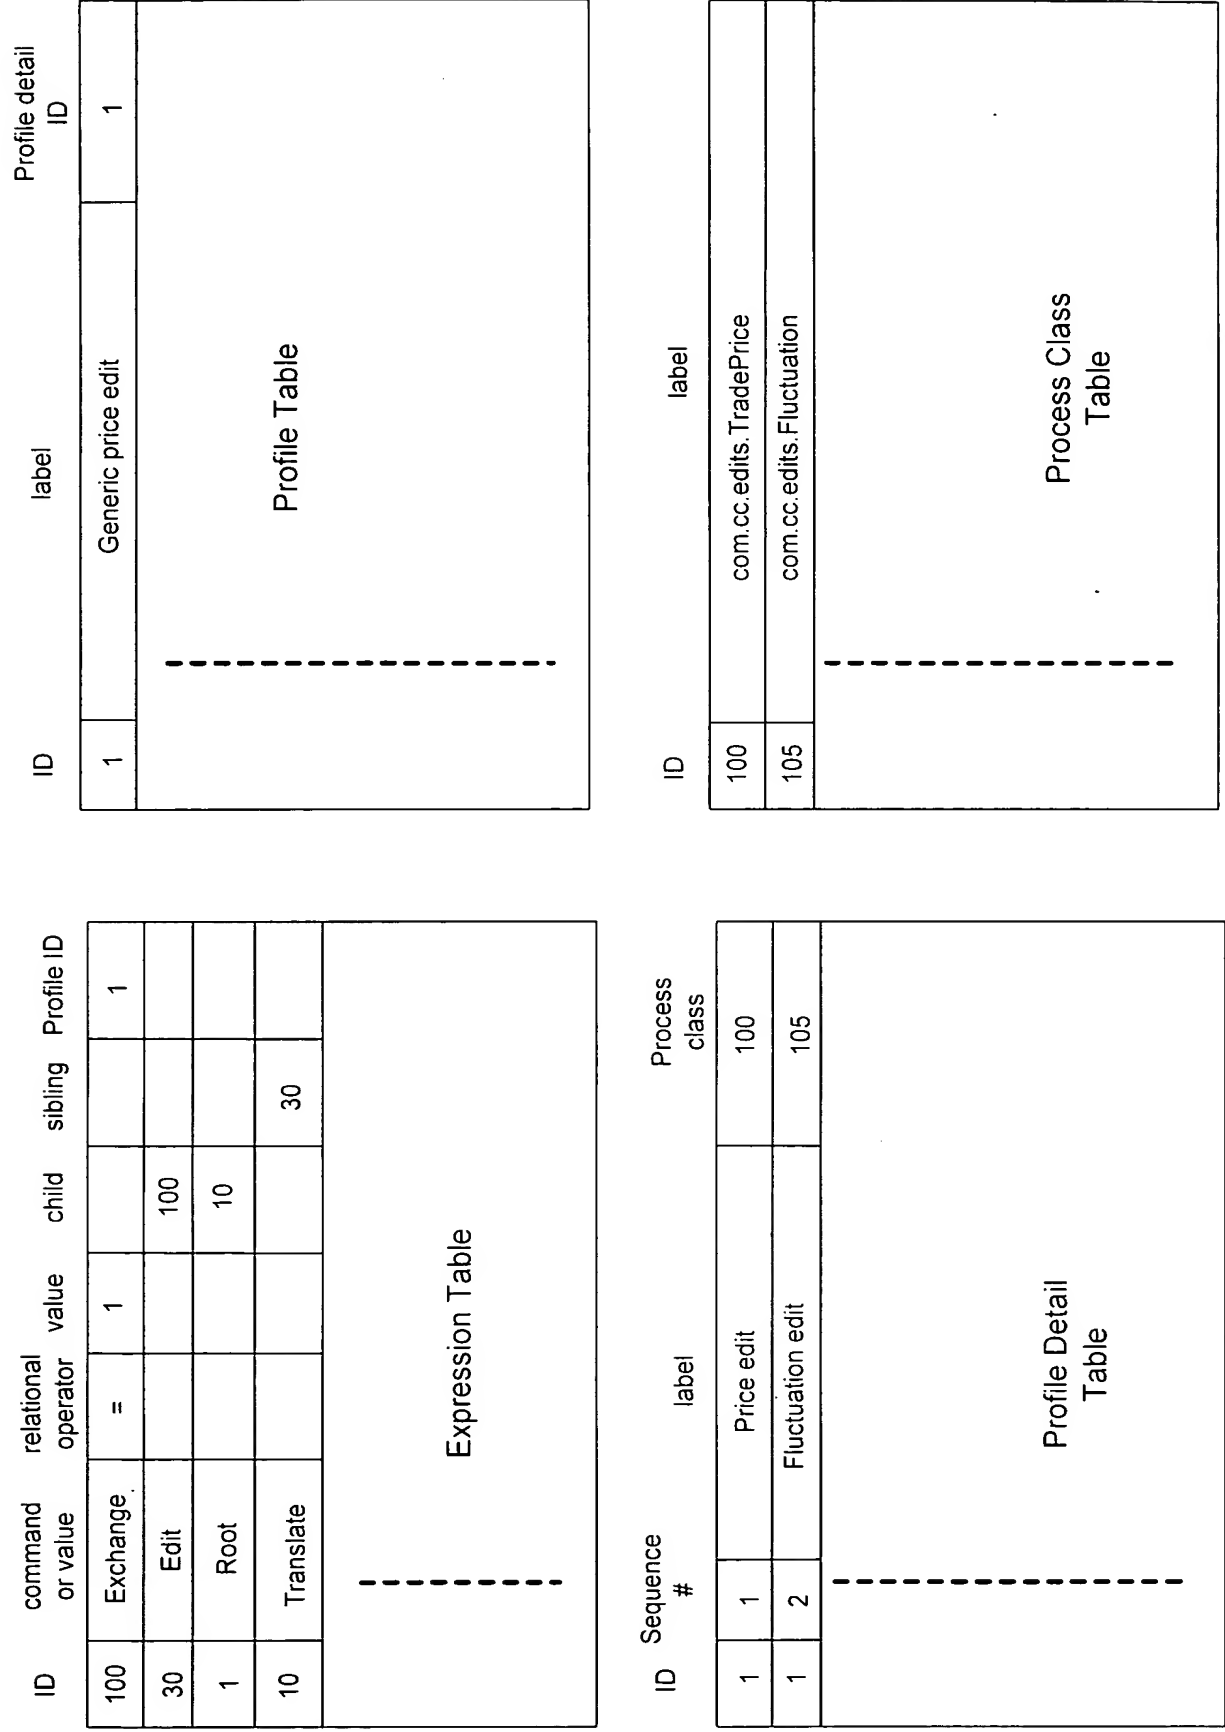 ID command or value relational operator value child sibling Profile ID
100 Exchange = 1 1
30 Edit 100
1 Root 10
10 Translate 30
Expression Table
ID label Profile detail ID
1 Generic price edit 1
Profile Table
ID Sequence # label Process class
1 1 Price edit 100
1 2 Fluctuation edit 105
Profile Detail
Table
ID label
100 com.cc.edits.TradePrice
105 com.cc.edits.Fluctuation
Process Class
Table